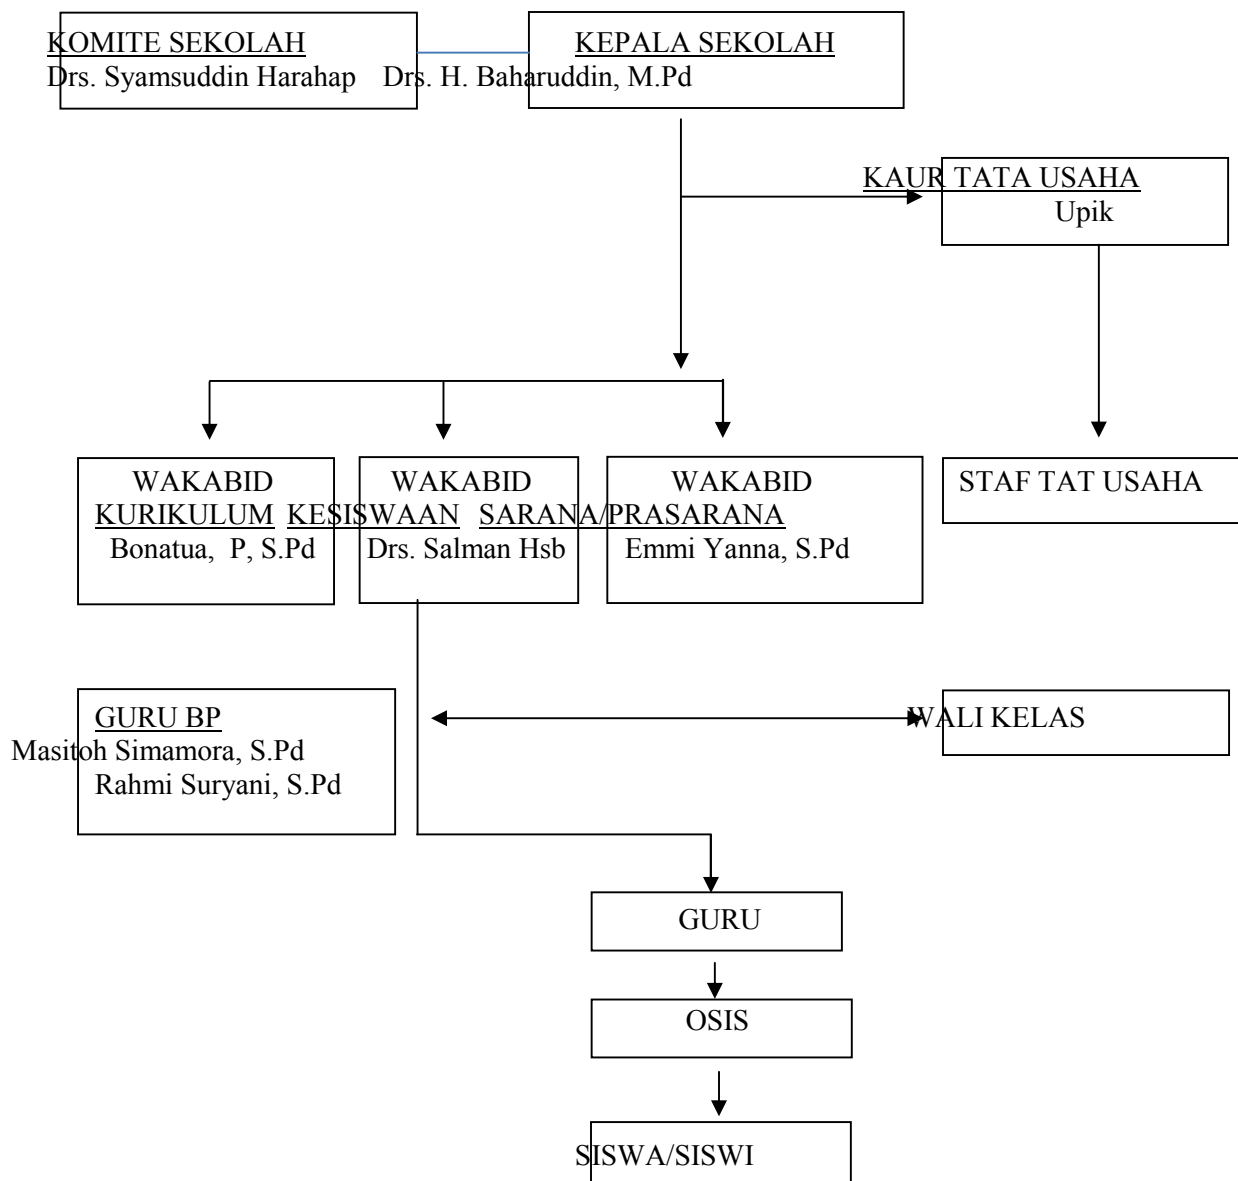 KOMITE SEKOLAH KEPALA SEKOLAH
Drs. Syamsuddin Harahap Drs. H. Baharuddin, M.Pd
KAUR TATA USAHA
Upik
WAKABID WAKABID WAKABID STAF TAT USAHA
KURIKULUM KESISWAAN SARANA/PRASARANA
Bonatua, P, S.Pd Drs. Salman Hsb Emmi Yanna, S.Pd
GURU BP WALI KELAS
Masitoh Simamora, S.Pd
Rahmi Suryani, S.Pd
GURU
OSIS
SISWA/SISWI